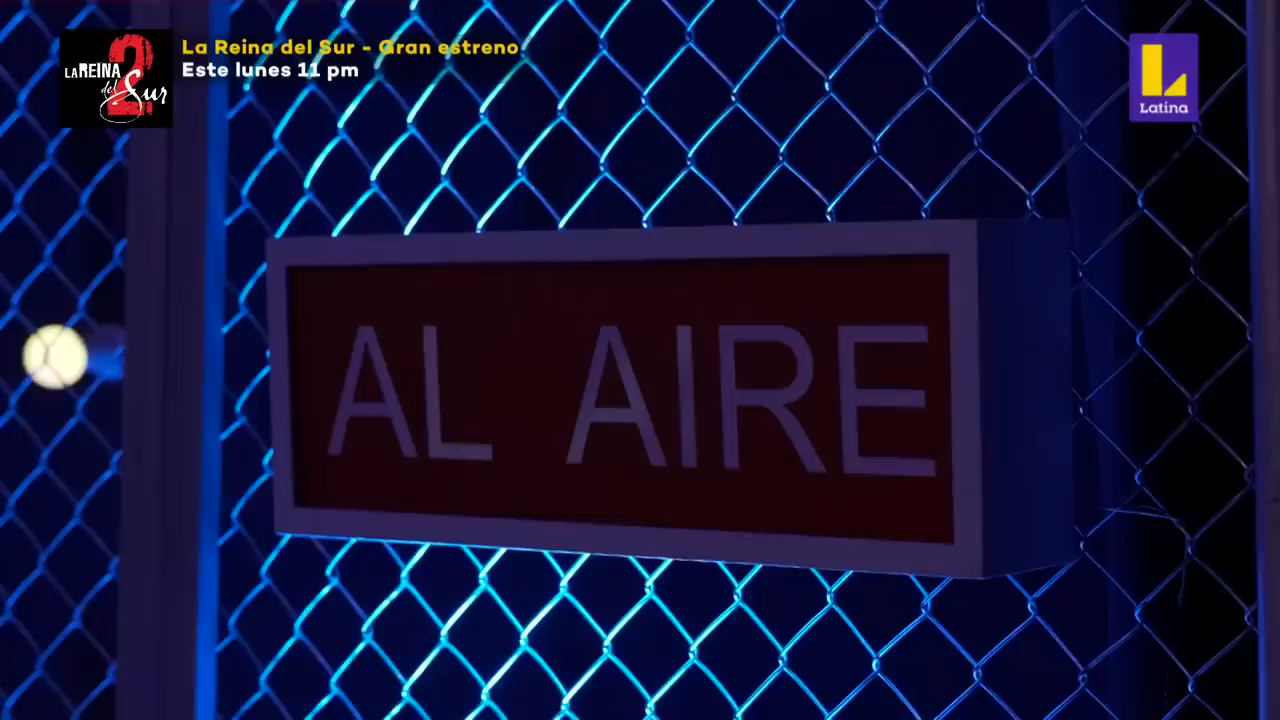 LA REINA
del Sur
2
La Reina del Sur - Gran estreno
Este lunes 11 pm
Latina
AL AIRE